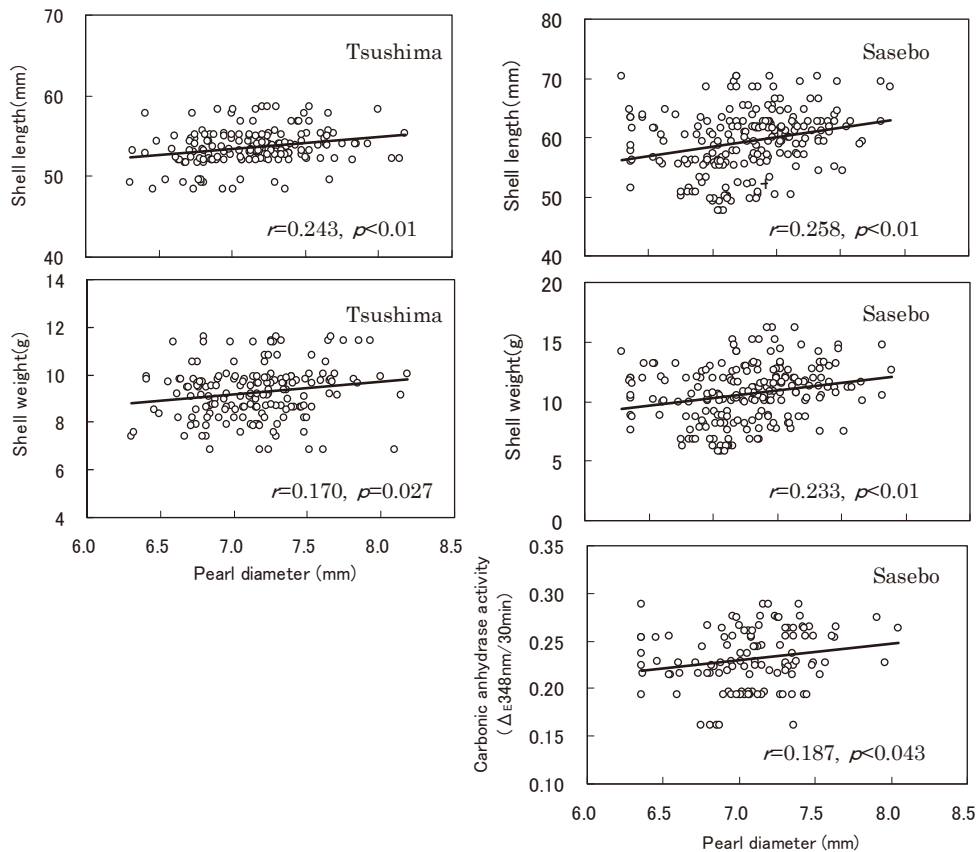 70
60
50
40
Shell length(mm)
Tsushima
r=0.243, p<0.01
80
70
60
50
40
Shell length(mm)
Sasebo
r=0.258, p<0.01
14
12
10
8
6
4
Shell weight(g)
Tsushima
r=0.170, p=0.027
6.0 6.5 7.0 7.5 8.0 8.5
Pearl diameter (mm)
20
15
10
5
0
Shell weight(g)
Sasebo
r=0.233, p<0.01
0.35
0.30
0.25
0.20
0.15
0.10
Carbonic anhydrase activity
(ΔE348nm/30min)
Sasebo
r=0.187, p<0.043
6.0 6.5 7.0 7.5 8.0 8.5
Pearl diameter (mm)